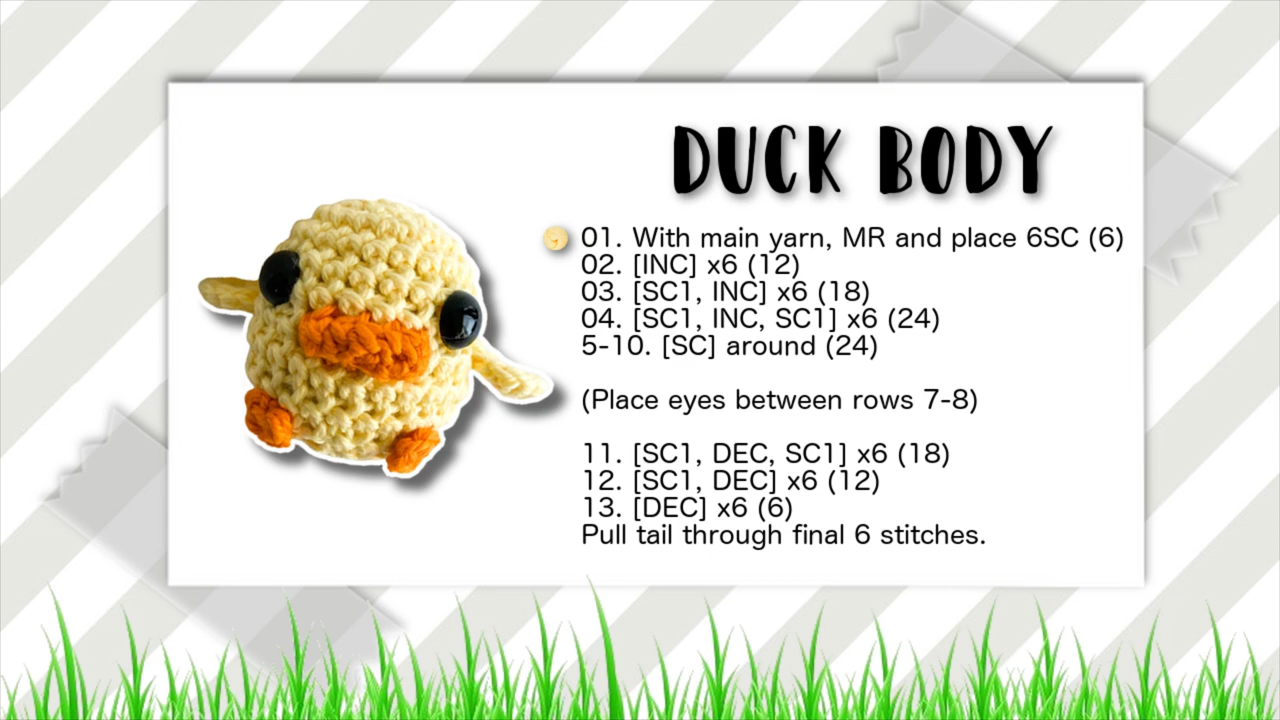 DUCK BODY
01. With main yarn, MR and place 6SC (6)
02. [INC] x6 (12)
03. [SC1, INC] x6 (18)
04. [SC1, INC, SC1] x6 (24)
5-10. [SC] around (24)
(Place eyes between rows 7-8)
11. [SC1, DEC, SC1] x6 (18)
12. [SC1, DEC] x6 (12)
13. [DEC] x6 (6)
Pull tail through final 6 stitches.